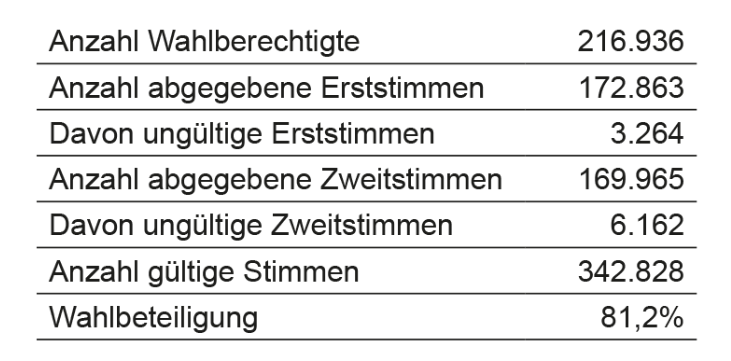 Anzahl Wahlberechtigte 216.936
Anzahl abgegebene Erststimmen 172.863
Davon ungültige Erststimmen 3.264
Anzahl abgegebene Zweitstimmen 169.965
Davon ungültige Zweitstimmen 6.162
Anzahl gültige Stimmen 342.828
Wahlbeteiligung 81,2%